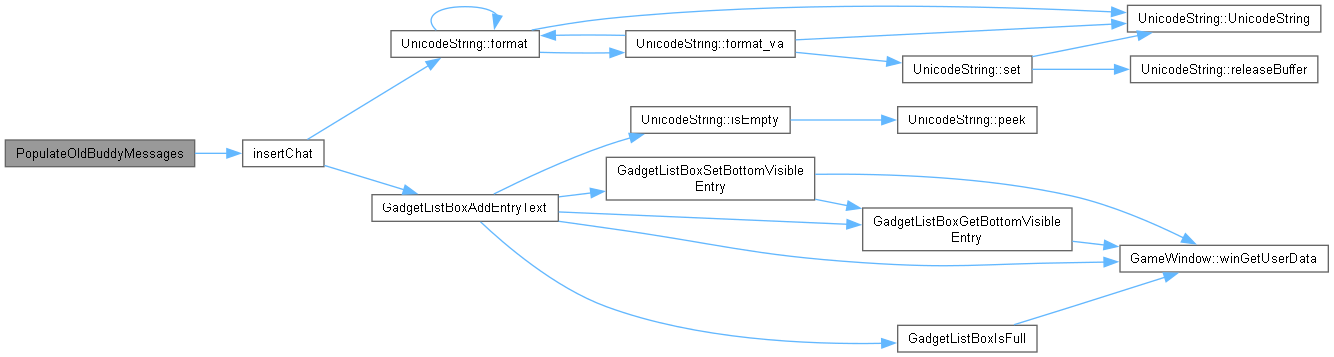 PopulateOldBuddyMessages
insertChat
UnicodeString::format
UnicodeString::format_va
UnicodeString::UnicodeString
UnicodeString::set
UnicodeString::releaseBuffer
UnicodeString::isEmpty
UnicodeString::peek
GadgetListBoxAddEntryText
GadgetListBoxSetBottomVisible
Entry
GadgetListBoxGetBottomVisible
Entry
GameWindow::winGetUserData
GadgetListBoxIsFull